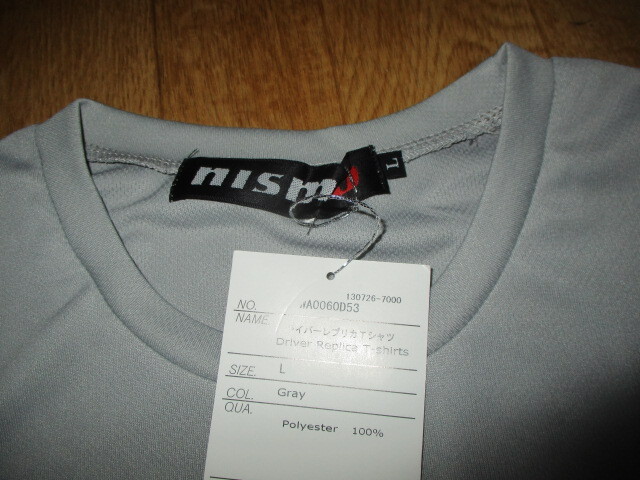 nismo
L
130726-7000
NO. WA0060D53
NAME イバーレプリカTシャツ
Driver Replica T-shirts
SIZE. L
COL. Gray
QUA.
Polyester 100%